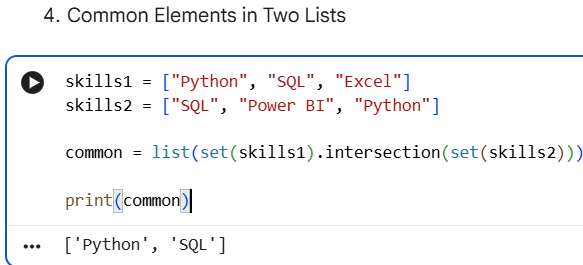 4. Common Elements in Two Lists
skills1 = ["Python", "SQL", "Excel"]
skills2 = ["SQL", "Power BI", "Python"]
common = list(set(skills1).intersection(set(skills2)))
print(common)
['Python', 'SQL']